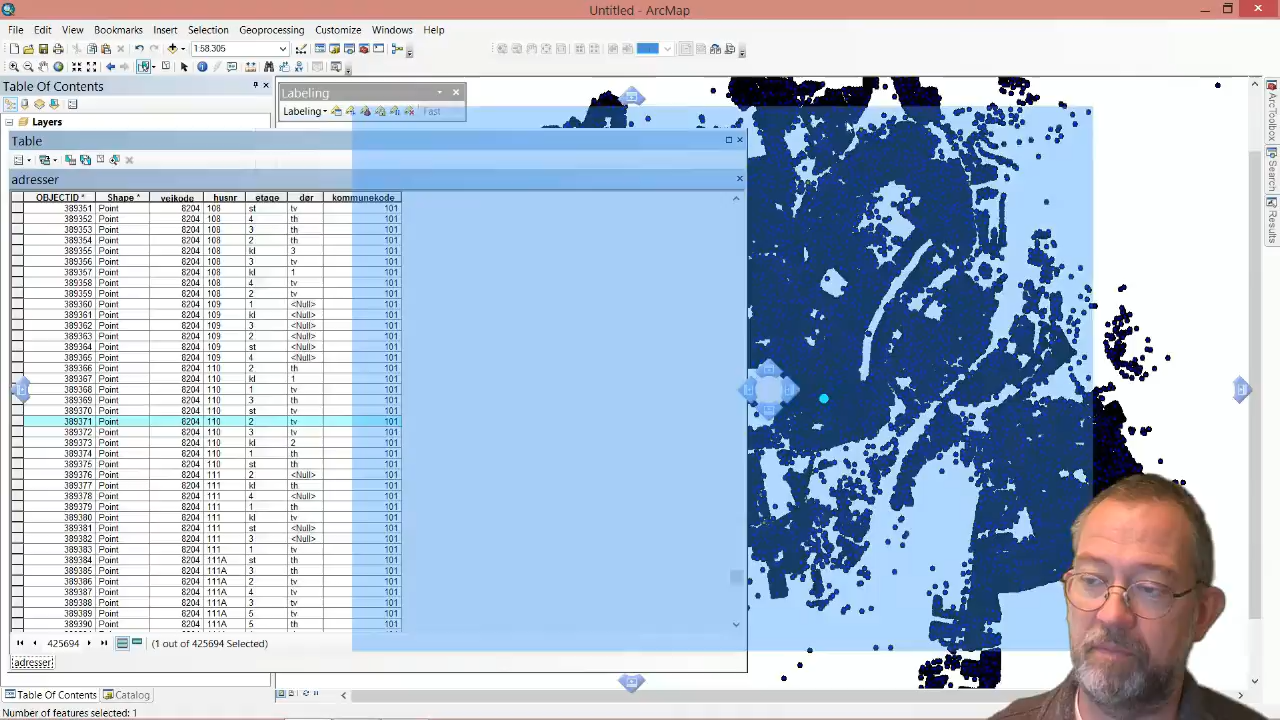 Untitled - ArcMap
File Edit View Bookmarks Insert Selection Geoprocessing Customize Windows Help
1:58.305
Table Of Contents
Labeling
Labeling Fast
Layers
Table
adresser
OBJECTID * Shape * vejkode husnr etage dør kommunekode
389351 Point 8204 108 st tv 101
389352 Point 8204 108 4 th 101
389353 Point 8204 108 3 th 101
389354 Point 8204 108 2 th 101
389355 Point 8204 108 kl 3 101
389356 Point 8204 108 3 tv 101
389357 Point 8204 108 kl 1 101
389358 Point 8204 108 4 tv 101
389359 Point 8204 108 2 tv 101
389360 Point 8204 109 1 <Null> 101
389361 Point 8204 109 kl <Null> 101
389362 Point 8204 109 3 <Null> 101
389363 Point 8204 109 2 <Null> 101
389364 Point 8204 109 st <Null> 101
389365 Point 8204 109 4 <Null> 101
389366 Point 8204 110 2 th 101
389367 Point 8204 110 kl 1 101
389368 Point 8204 110 1 tv 101
389369 Point 8204 110 3 th 101
389370 Point 8204 110 st tv 101
389371 Point 8204 110 2 tv 101
389372 Point 8204 110 3 tv 101
389373 Point 8204 110 kl 2 101
389374 Point 8204 110 1 th 101
389375 Point 8204 110 st th 101
389376 Point 8204 111 2 <Null> 101
389377 Point 8204 111 kl th 101
389378 Point 8204 111 4 <Null> 101
389379 Point 8204 111 1 th 101
389380 Point 8204 111 kl tv 101
389381 Point 8204 111 st <Null> 101
389382 Point 8204 111 3 <Null> 101
389383 Point 8204 111 1 tv 101
389384 Point 8204 111A st th 101
389385 Point 8204 111A 3 th 101
389386 Point 8204 111A 2 tv 101
389387 Point 8204 111A 4 tv 101
389388 Point 8204 111A 3 tv 101
389389 Point 8204 111A 5 tv 101
389390 Point 8204 111A 5 th 101
425694 (1 out of 425694 Selected)
adresser
Table Of Contents Catalog
Number of features selected: 1
ArcToolbox
Search
Results